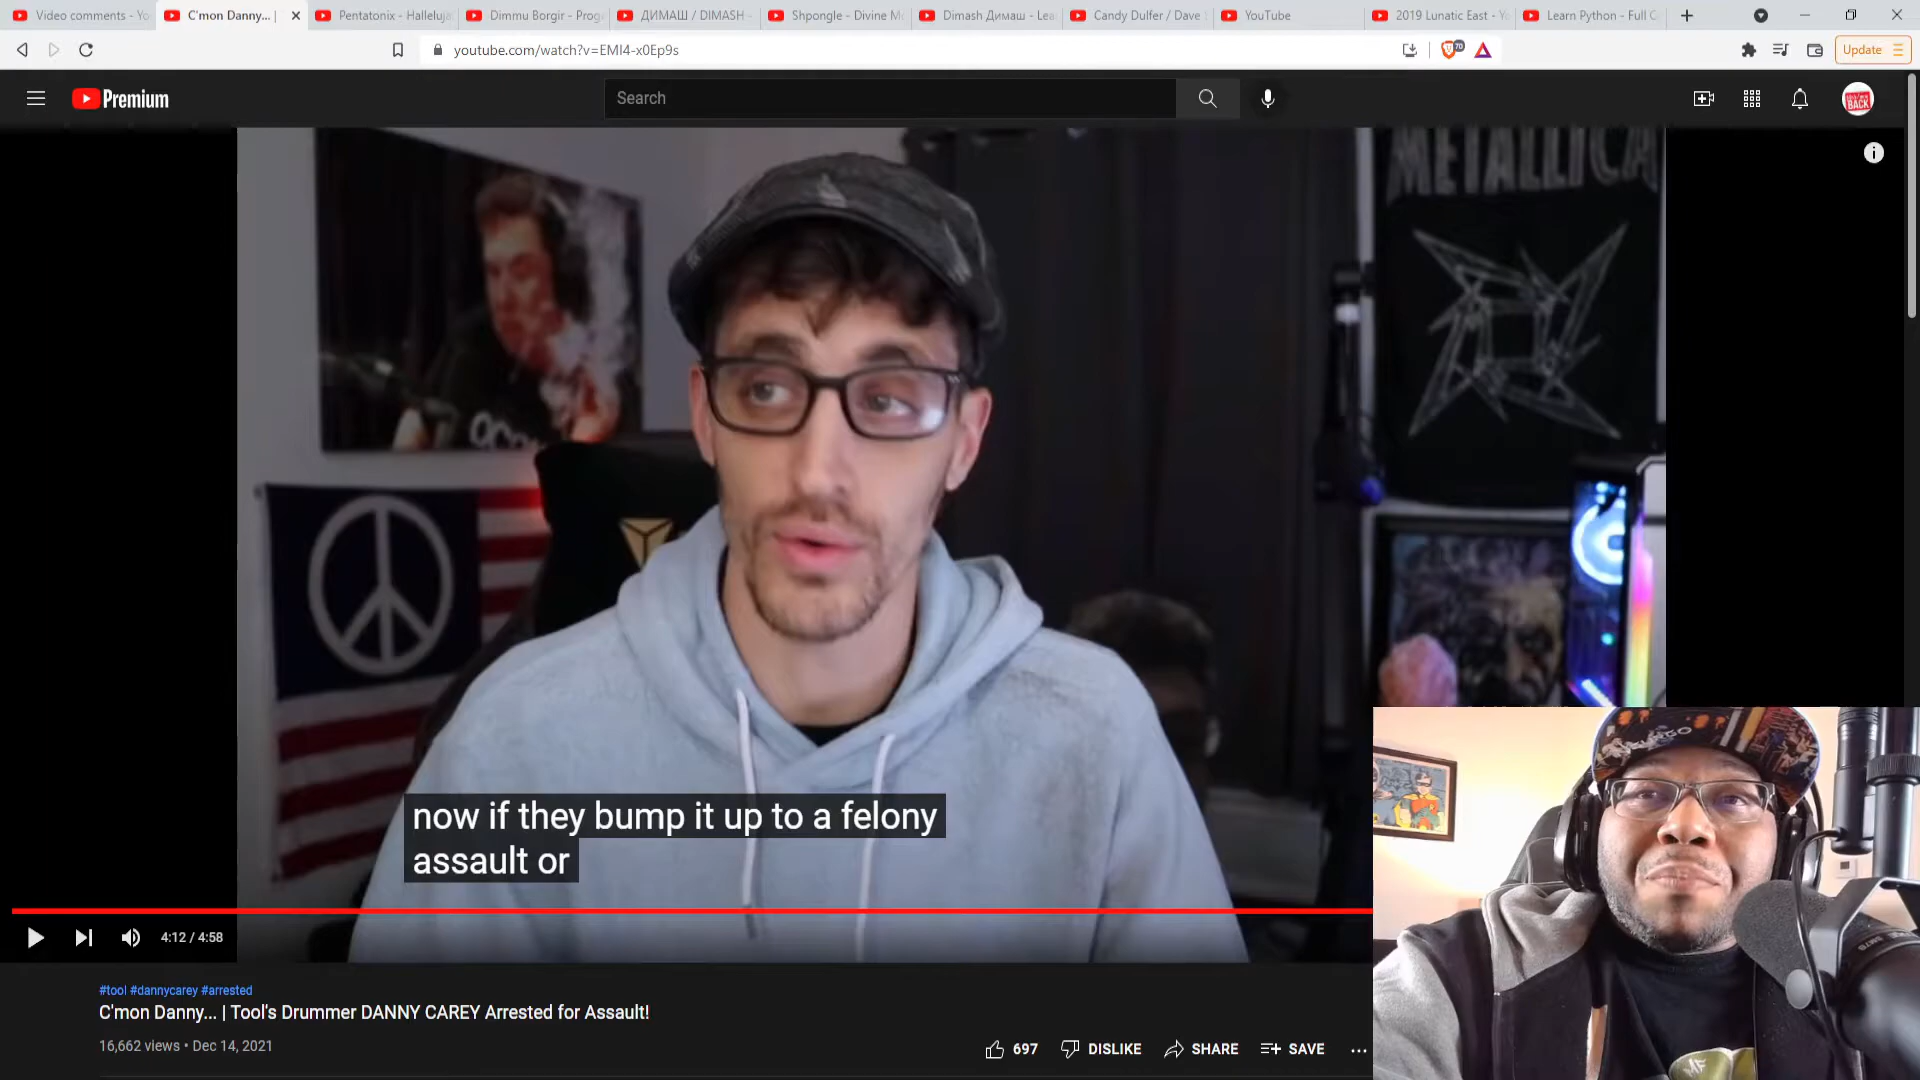 Video comments - Yo
C'mon Danny... |
Pentatonix - Halleluja
Dimmu Borgir - Prog
ДИМАШ / DIMASH -
Shpongle - Divine M
Dimash Димаш - Lea
Candy Dulfer / Dave
YouTube
2019 Lunatic East - Yo
Learn Python - Full C
youtube.com/watch?v=EMI4-x0Ep9s
70
Update
Premium
Search
BACK
METALLICA
now if they bump it up to a felony
assault or
4:12 / 4:58
#tool #dannycarey #arrested
C'mon Danny... | Tool's Drummer DANNY CAREY Arrested for Assault!
16,662 views • Dec 14, 2021
697
DISLIKE
SHARE
SAVE